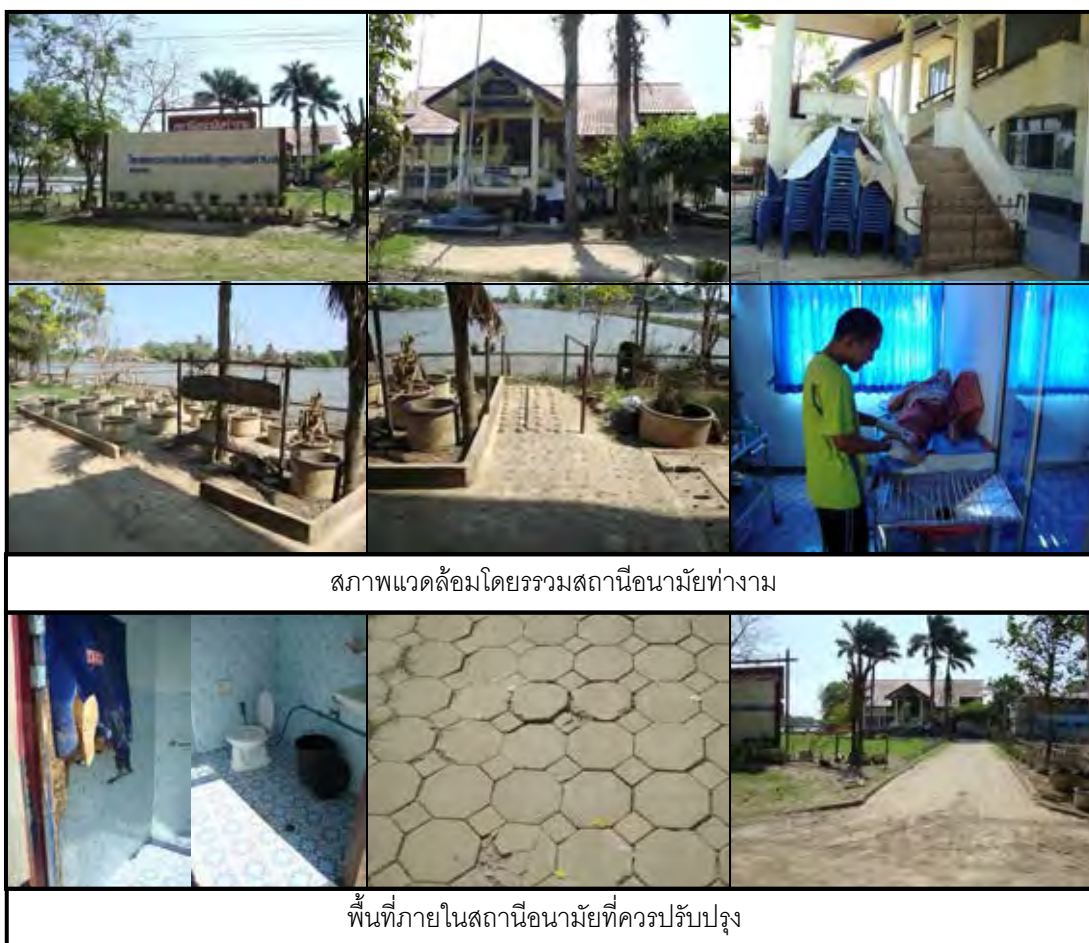 สภาพแวดล้อมโดยรรวมสถานีอนามัยท่างาม
พื้นที่ภายในสถานีอนามัยที่ควรปรับปรุง